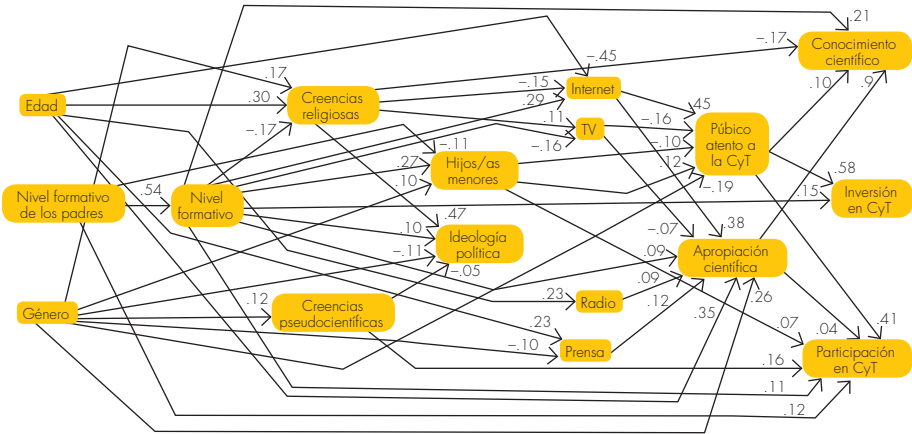 .21
-.17
Conocimiento
científico
-.45
.17
.10
.9
-.15
Internet
.30
Creencias
religiosas
.29
Edad
.45
.11
-.16
TV
Púbico
atento a
la CyT
-.17
-.11
-.16
-.10
Hijos/as
menores
.27
.12
.58
.10
-.19
.54
.15
Inversión
en CyT
Nivel formativo
de los padres
Nivel
formativo
.47
.10
.38
-.07
Ideología
política
-.11
.09
Apropiación
científica
-.05
.09
.12
.23
Radio
.12
.26
Género
Creencias
pseudocientíficas
.35
.23
.07
.04
.41
-.10
Prensa
Participación
en CyT
.16
.11
.12